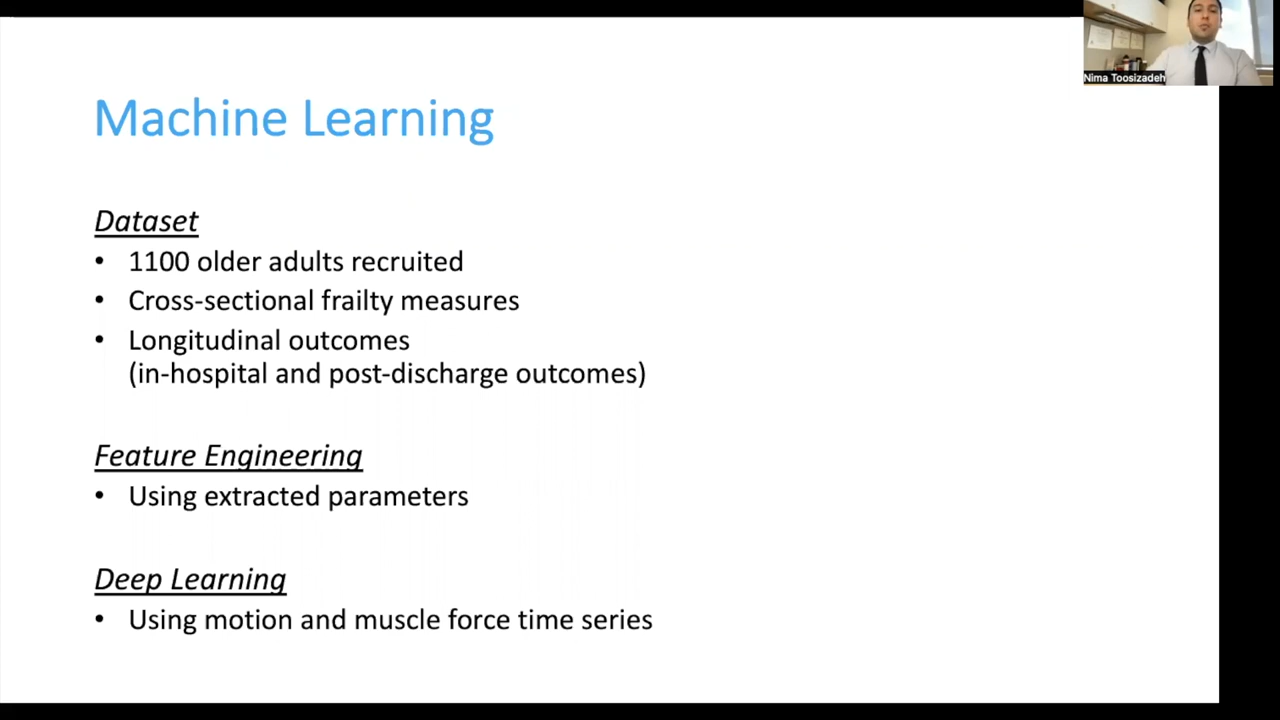 Nima Toosizadeh
Machine Learning
Dataset
• 1100 older adults recruited
• Cross-sectional frailty measures
• Longitudinal outcomes
(in-hospital and post-discharge outcomes)
Feature Engineering
• Using extracted parameters
Deep Learning
• Using motion and muscle force time series